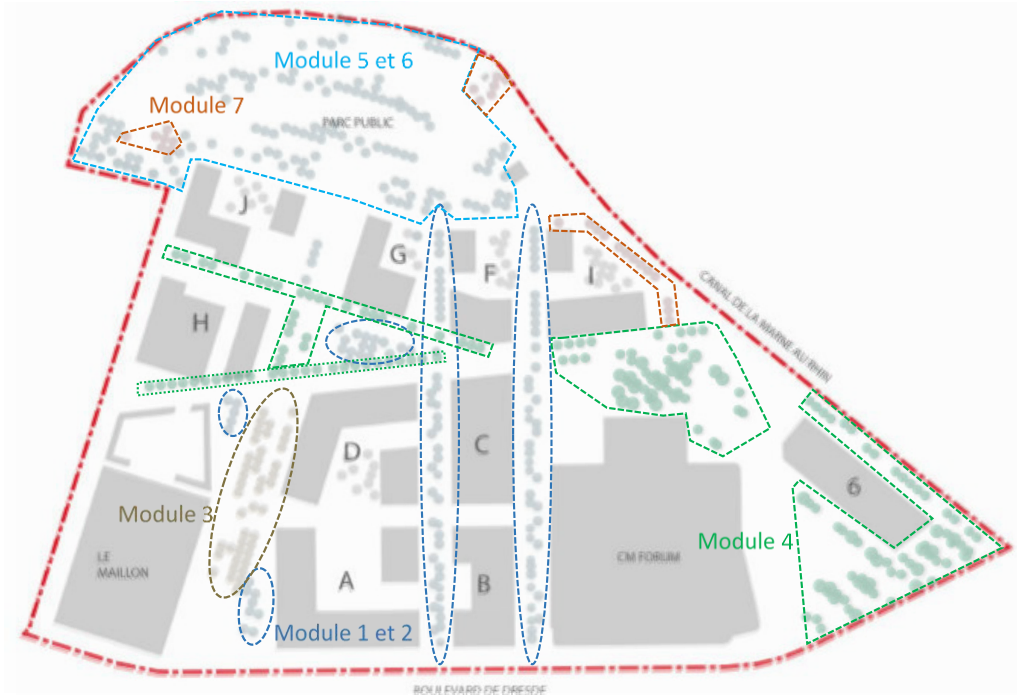 Module 5 et 6
Module 7
PARC PUBLIC
J
G
F
I
CANAL DE LA MARNE AU RHIN
H
D
C
6
Module 3
Module 4
LE
MAILLON
CM FORUM
A
B
Module 1 et 2
BOULEVARD DE DRESDE